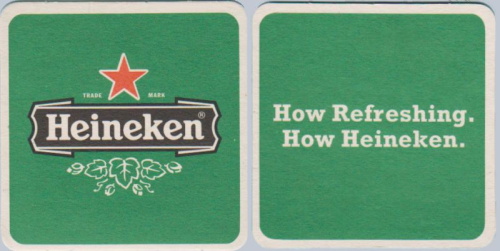 TRADE MARK
Heineken®
How Refreshing.
How Heineken.